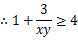 ∴ 1 + 3/xy ≥ 4